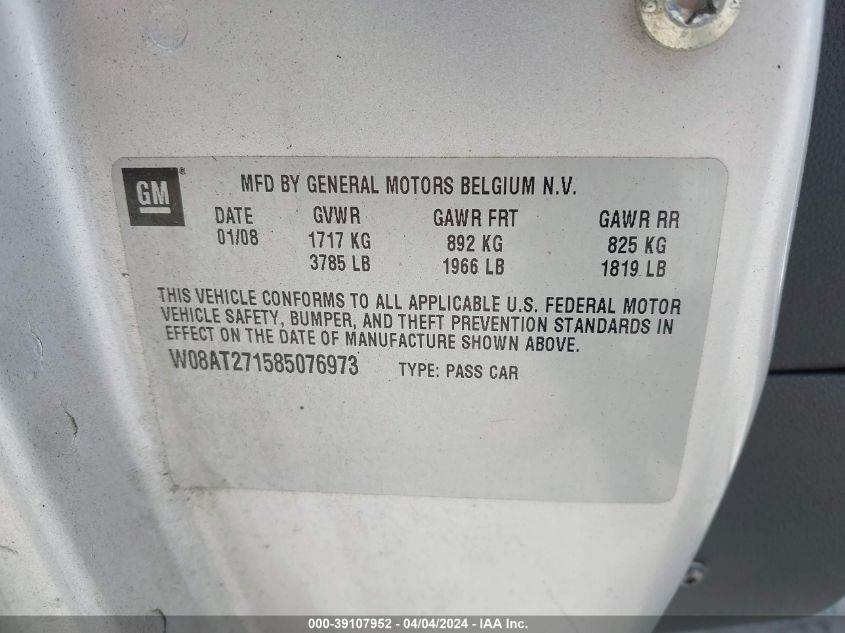 GM®
MFD BY GENERAL MOTORS BELGIUM N.V.
DATE GVWR GAWR FRT GAWR RR
01/08 1717 KG 892 KG 825 KG
3785 LB 1966 LB 1819 LB
THIS VEHICLE CONFORMS TO ALL APPLICABLE U.S. FEDERAL MOTOR
VEHICLE SAFETY, BUMPER, AND THEFT PREVENTION STANDARDS IN
EFFECT ON THE DATE OF MANUFACTURE SHOWN ABOVE.
W08AT271585076973 TYPE: PASS CAR
000-39107952 - 04/04/2024 - IAA Inc.